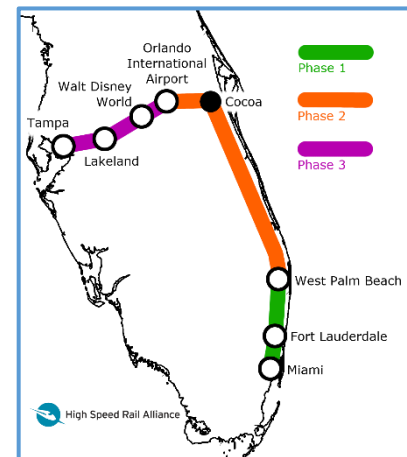 Orlando
International
Airport
Phase 1
Walt Disney
World
Cocoa
Phase 2
Tampa
Lakeland
Phase 3
West Palm Beach
Fort Lauderdale
Miami
High Speed Rail Alliance